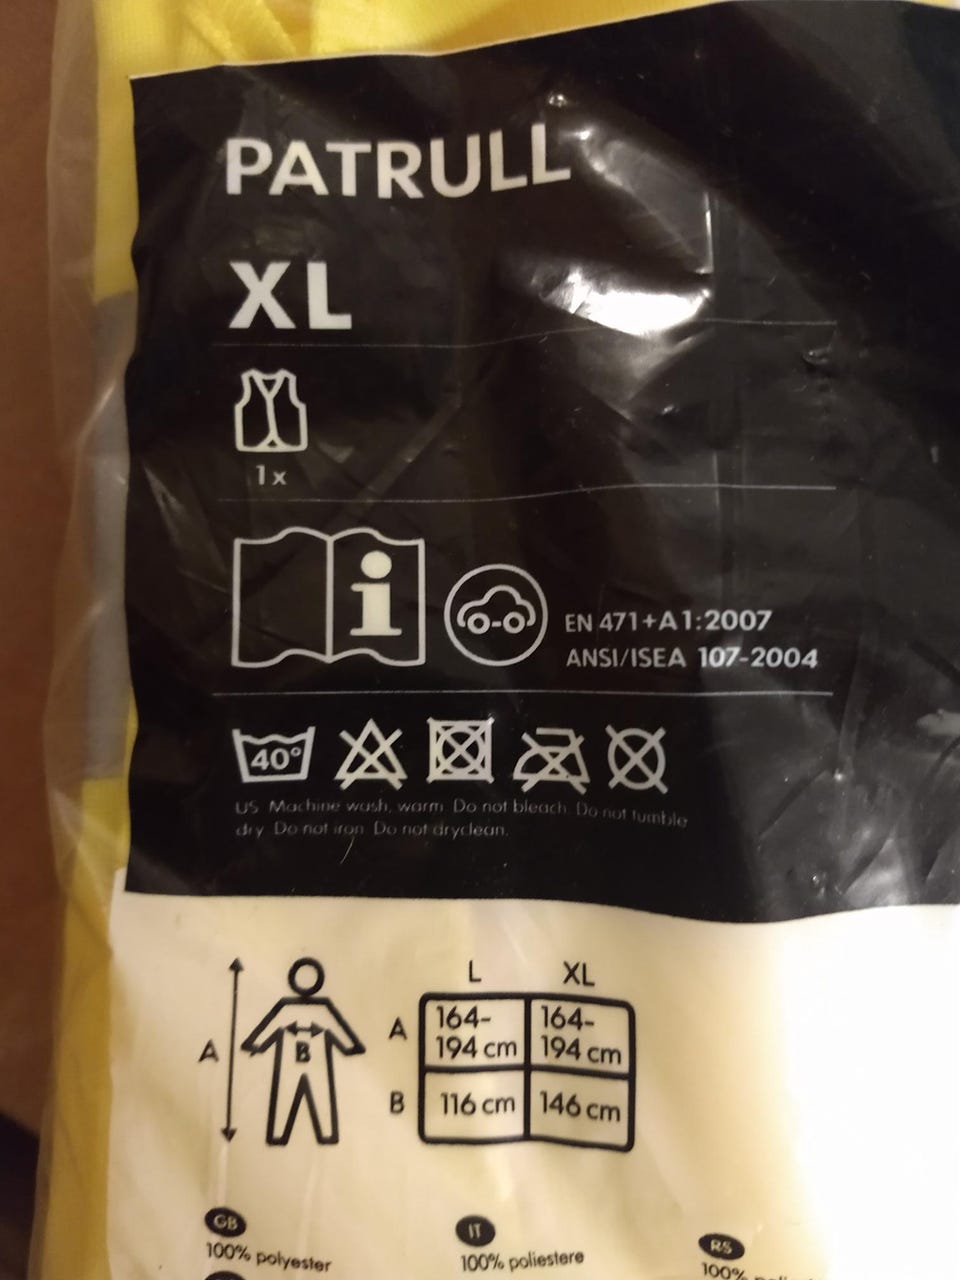 PATRULL
XL
1x
i
EN 471+A1:2007
ANSI/ISEA 107-2004
40°
US Machine wash, warm. Do not bleach. Do not tumble
dry. Do not iron. Do not dryclean.
L XL
A 164-194 cm 164-194 cm
B 116 cm 146 cm
A
B
GB
100% polyester
IT
100% poliestere
RS
100%